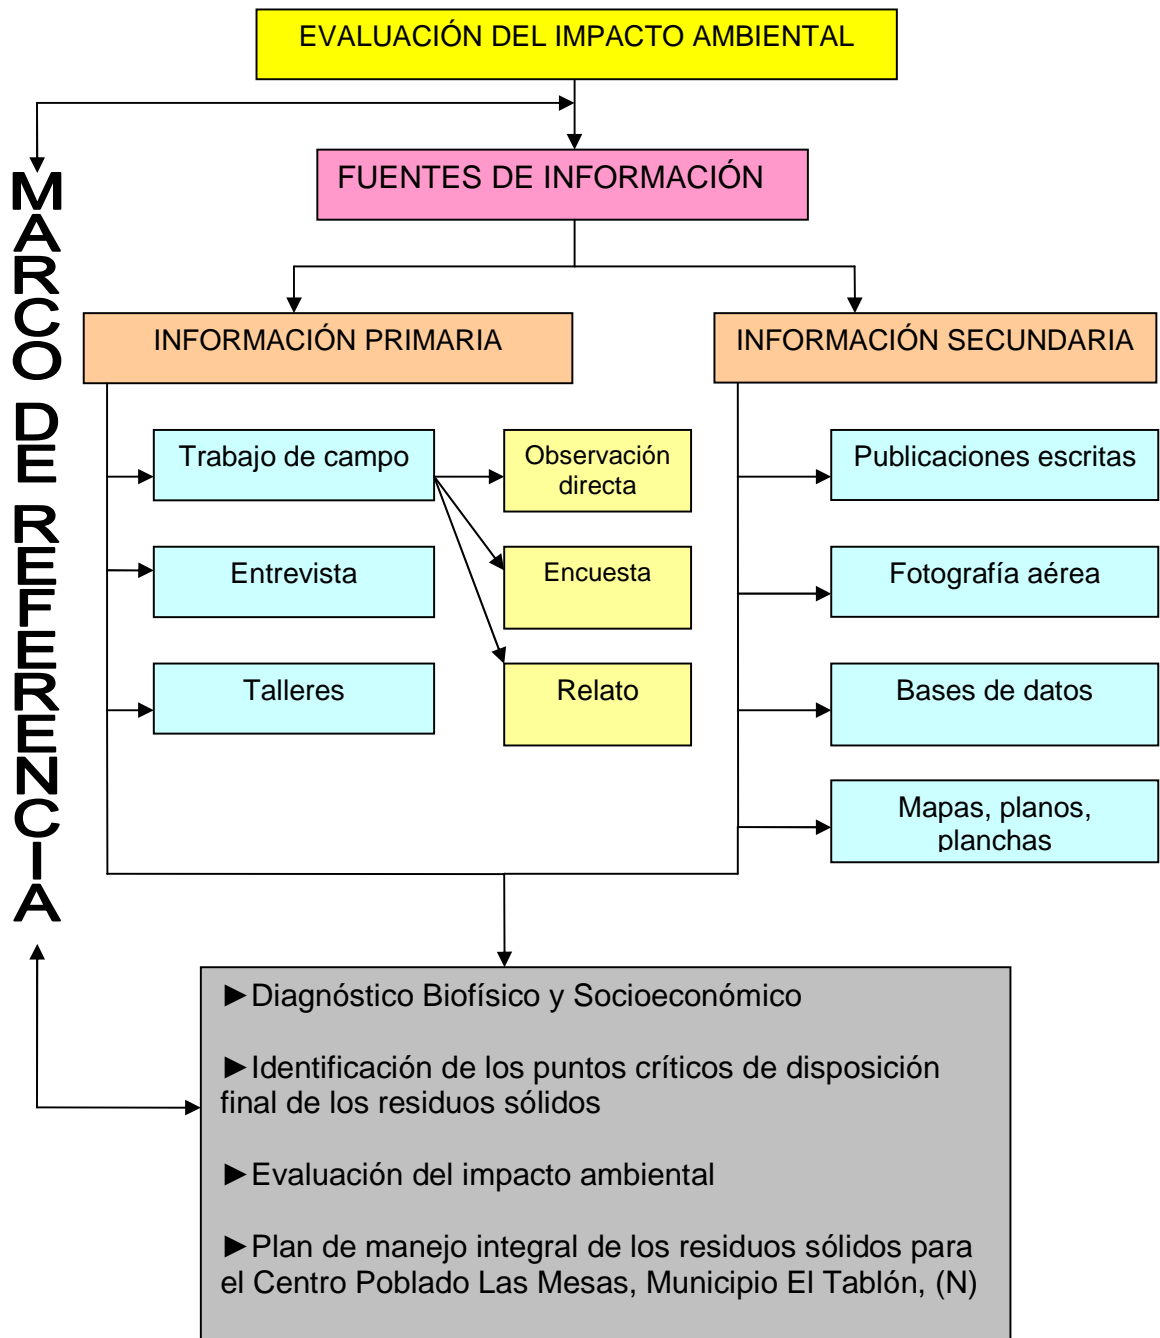 EVALUACIÓN DEL IMPACTO AMBIENTAL
FUENTES DE INFORMACIÓN
MARCO DE REFERENCIA
INFORMACIÓN PRIMARIA
INFORMACIÓN SECUNDARIA
Trabajo de campo
Observación
directa
Publicaciones escritas
Entrevista
Encuesta
Fotografía aérea
Talleres
Relato
Bases de datos
Mapas, planos,
planchas
►Diagnóstico Biofísico y Socioeconómico
►Identificación de los puntos críticos de disposición
final de los residuos sólidos
►Evaluación del impacto ambiental
►Plan de manejo integral de los residuos sólidos para
el Centro Poblado Las Mesas, Municipio El Tablón, (N)